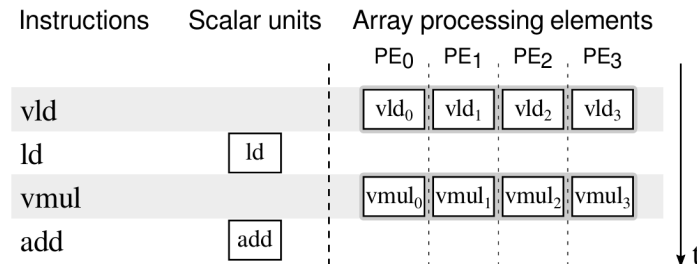 Instructions Scalar units Array processing elements
PE0 PE1 PE2 PE3
vld vld0 vld1 vld2 vld3
ld ld
vmul vmul0 vmul1 vmul2 vmul3
add add
t